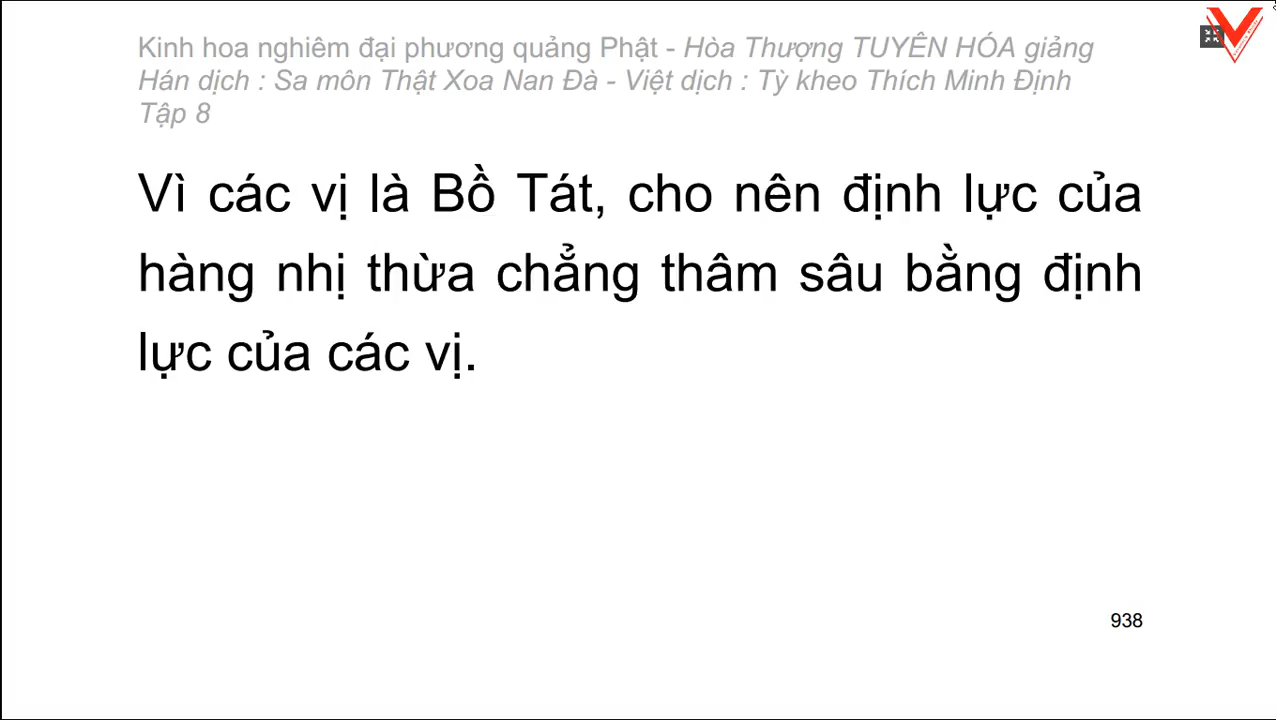 Kinh hoa nghiêm đại phương quảng Phật - Hòa Thượng TUYÊN HÓA giảng
Hán dịch : Sa môn Thật Xoa Nan Đà - Việt dịch : Tỳ kheo Thích Minh Định
Tập 8
Vì các vị là Bồ Tát, cho nên định lực của
hàng nhị thừa chẳng thâm sâu bằng định
lực của các vị.
938